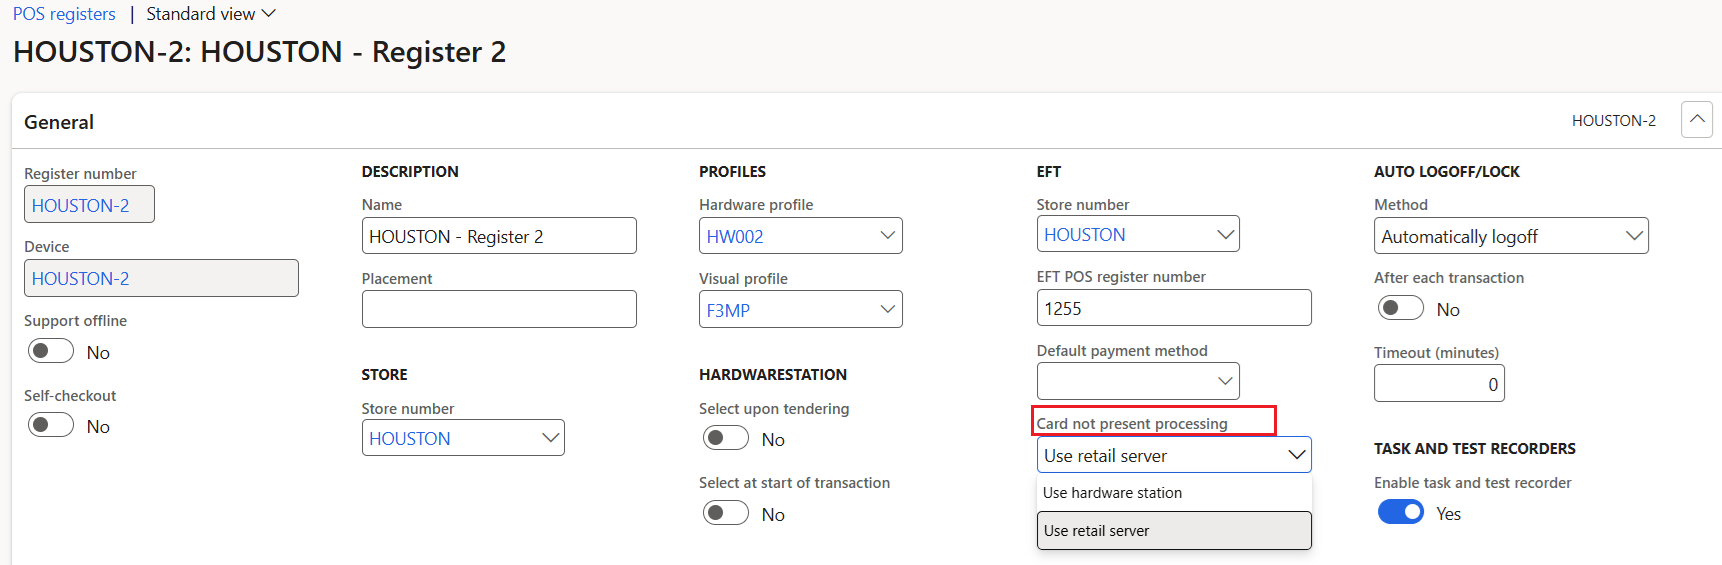 POS registers | Standard view
HOUSTON-2: HOUSTON - Register 2
General
HOUSTON-2
Register number
HOUSTON-2
Device
HOUSTON-2
Support offline
No
Self-checkout
No
DESCRIPTION
Name
HOUSTON - Register 2
Placement
STORE
Store number
HOUSTON
PROFILES
Hardware profile
HW002
Visual profile
F3MP
HARDWARESTATION
Select upon tendering
No
Select at start of transaction
No
EFT
Store number
HOUSTON
EFT POS register number
1255
Default payment method
Card not present processing
Use retail server
Use hardware station
Use retail server
AUTO LOGOFF/LOCK
Method
Automatically logoff
After each transaction
No
Timeout (minutes)
0
TASK AND TEST RECORDERS
Enable task and test recorder
Yes